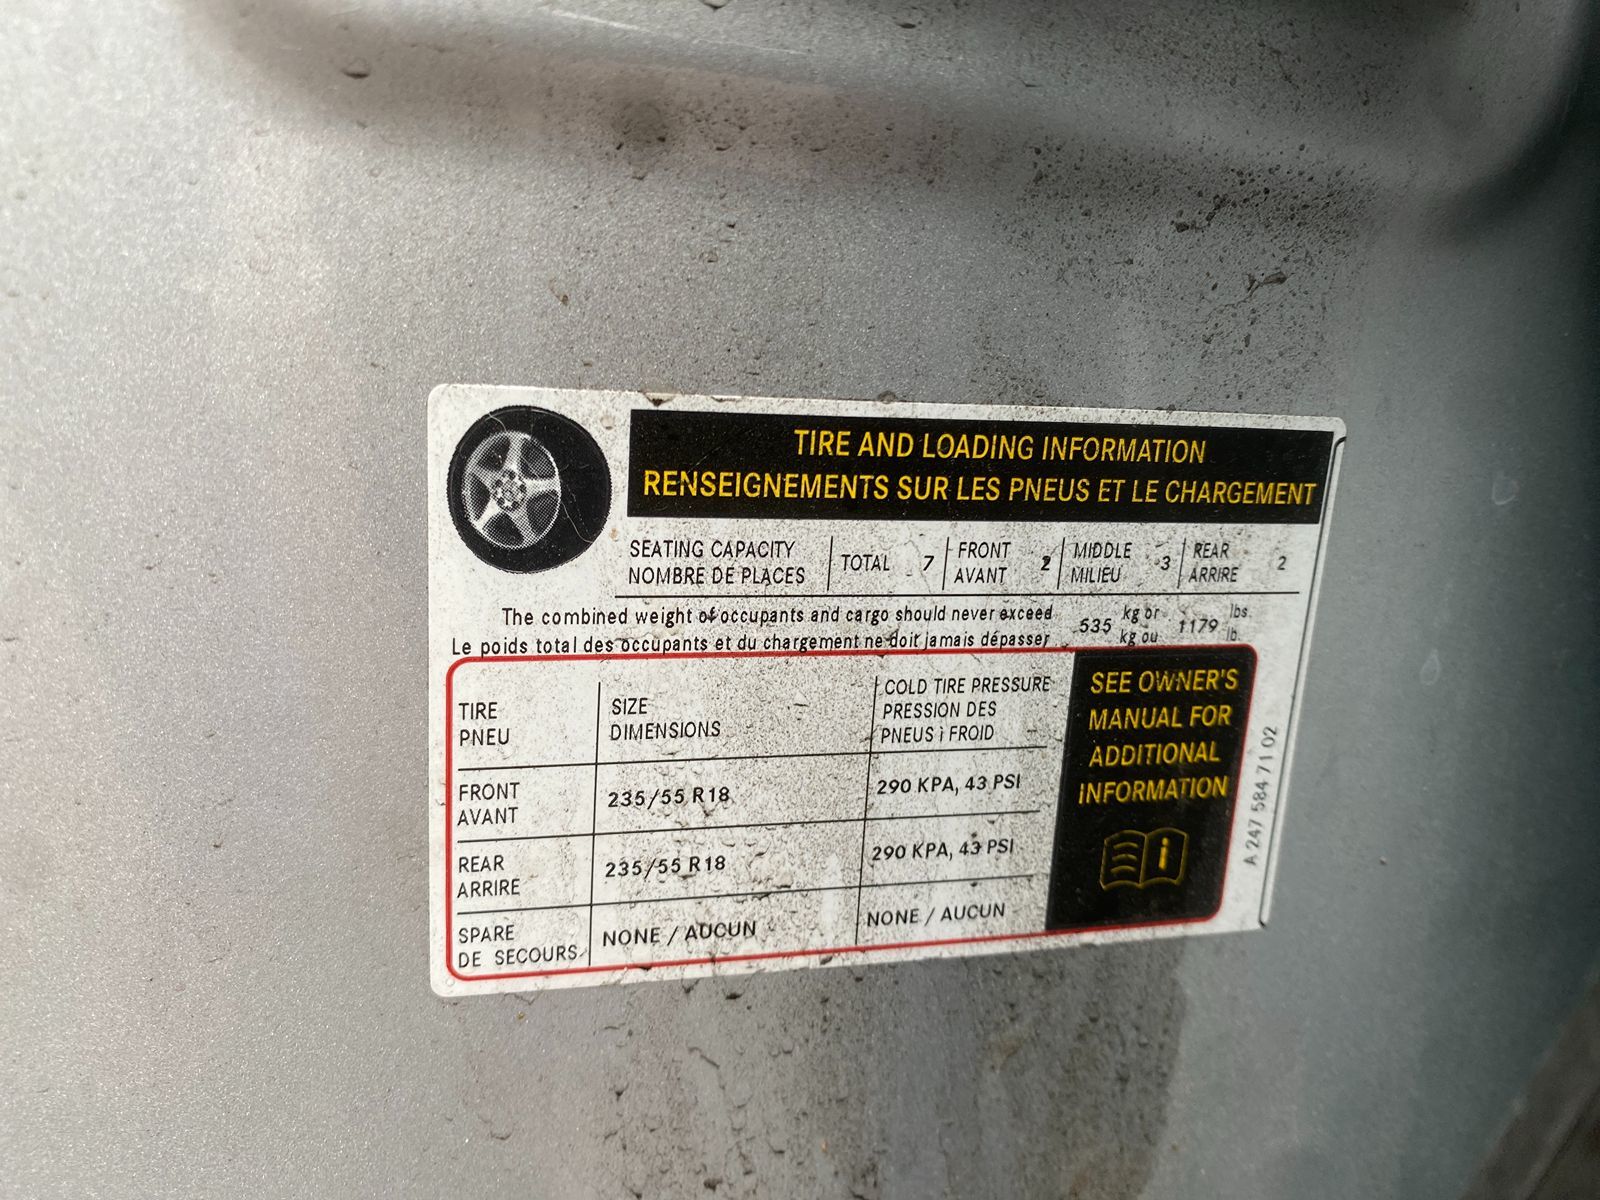 TIRE AND LOADING INFORMATION
RENSEIGNEMENTS SUR LES PNEUS ET LE CHARGEMENT
SEATING CAPACITY
NOMBRE DE PLACES
TOTAL 7
FRONT
AVANT 2
MIDDLE
MILIEU 3
REAR
ARRIRE 2
The combined weight of occupants and cargo should never exceed 535 kg or 1179 lbs.
Le poids total des occupants et du chargement ne doit jamais dépasser kg ou lb.
TIRE
PNEU
SIZE
DIMENSIONS
COLD TIRE PRESSURE
PRESSION DES
PNEUS i FROID
FRONT
AVANT
235/55 R18
290 KPA, 43 PSI
REAR
ARRIRE
235/55 R18
290 KPA, 43 PSI
SPARE
DE SECOURS
NONE / AUCUN
NONE / AUCUN
SEE OWNER'S
MANUAL FOR
ADDITIONAL
INFORMATION
i
A 247 584 71 02